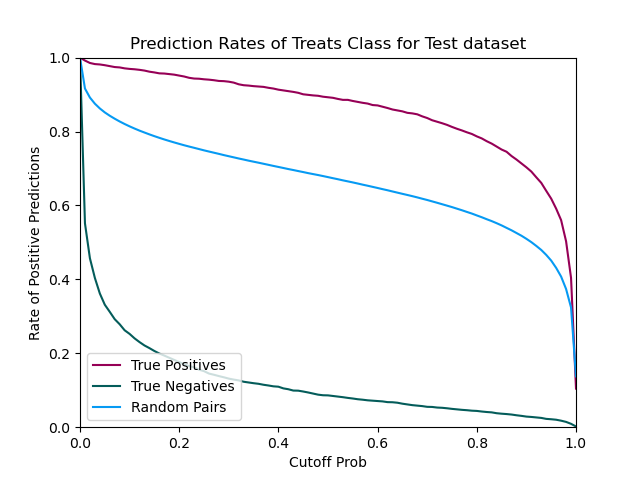 Prediction Rates of Treats Class for Test dataset
Rate of Postitive Predictions
1.0
0.8
0.6
0.4
0.2
0.0
True Positives
True Negatives
Random Pairs
0.0 0.2 0.4 0.6 0.8 1.0
Cutoff Prob